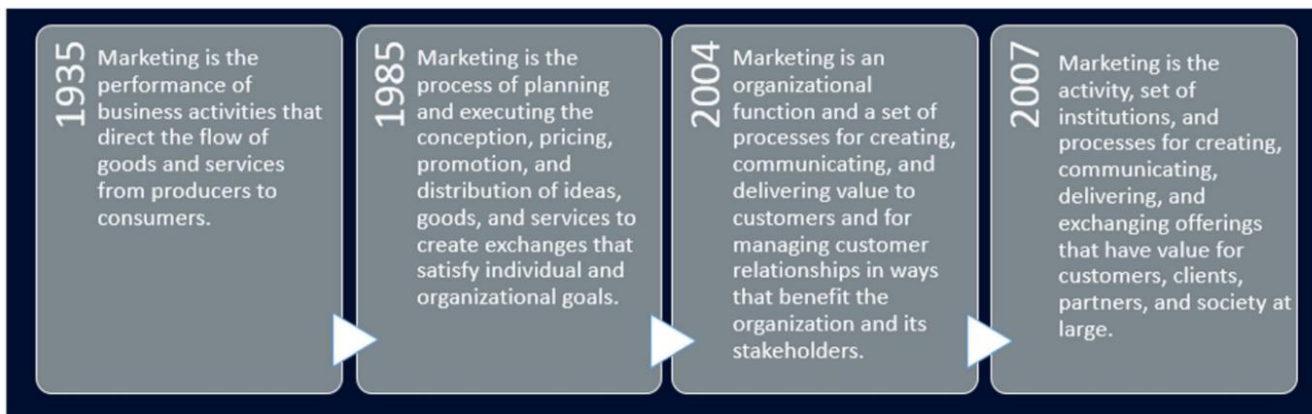 1935
Marketing is the
performance of
business activities that
direct the flow of
goods and services
from producers to
consumers.
1985
Marketing is the
process of planning
and executing the
conception, pricing,
promotion, and
distribution of ideas,
goods, and services to
create exchanges that
satisfy individual and
organizational goals.
2004
Marketing is an
organizational
function and a set of
processes for creating,
communicating, and
delivering value to
customers and for
managing customer
relationships in ways
that benefit the
organization and its
stakeholders.
2007
Marketing is the
activity, set of
institutions, and
processes for creating,
communicating,
delivering, and
exchanging offerings
that have value for
customers, clients,
partners, and society at
large.